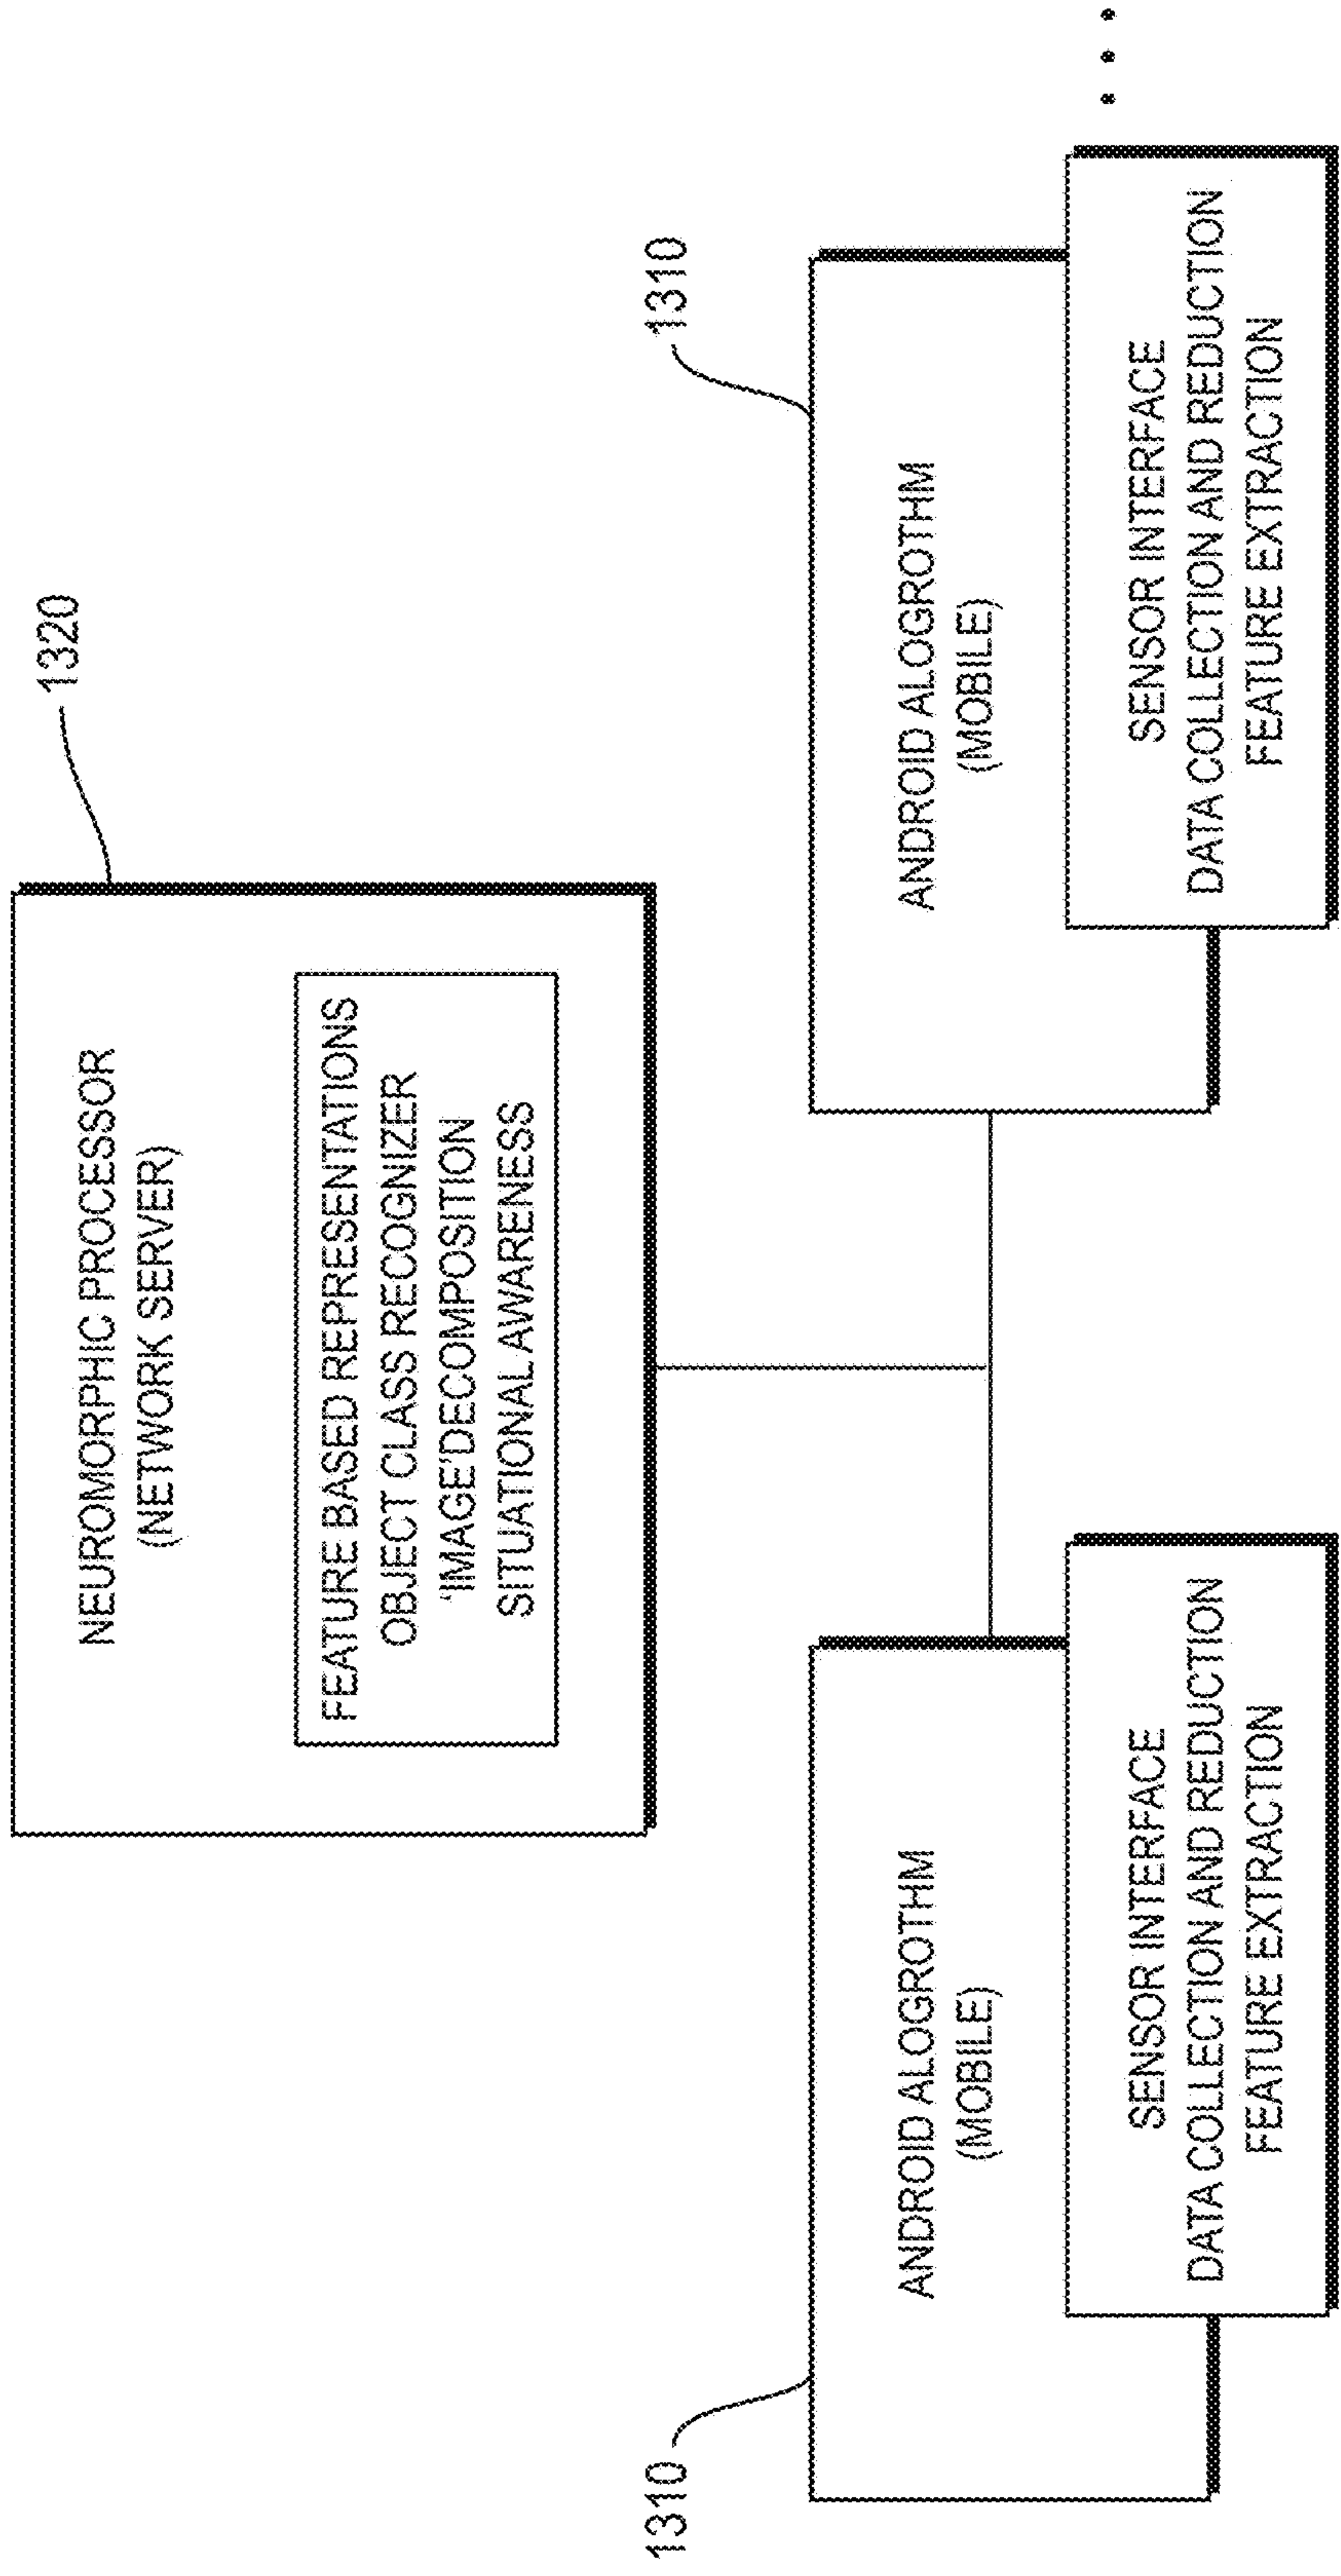 1320
NEUROMORPHIC PROCESSOR
(NETWORK SERVER)
FEATURE BASED REPRESENTATIONS
OBJECT CLASS RECOGNIZER
'IMAGE'DECOMPOSITION
SITUATIONAL AWARENESS
1310
ANDROID ALOGROTHM
(MOBILE)
SENSOR INTERFACE
DATA COLLECTION AND REDUCTION
FEATURE EXTRACTION
1310
ANDROID ALOGROTHM
(MOBILE)
SENSOR INTERFACE
DATA COLLECTION AND REDUCTION
FEATURE EXTRACTION